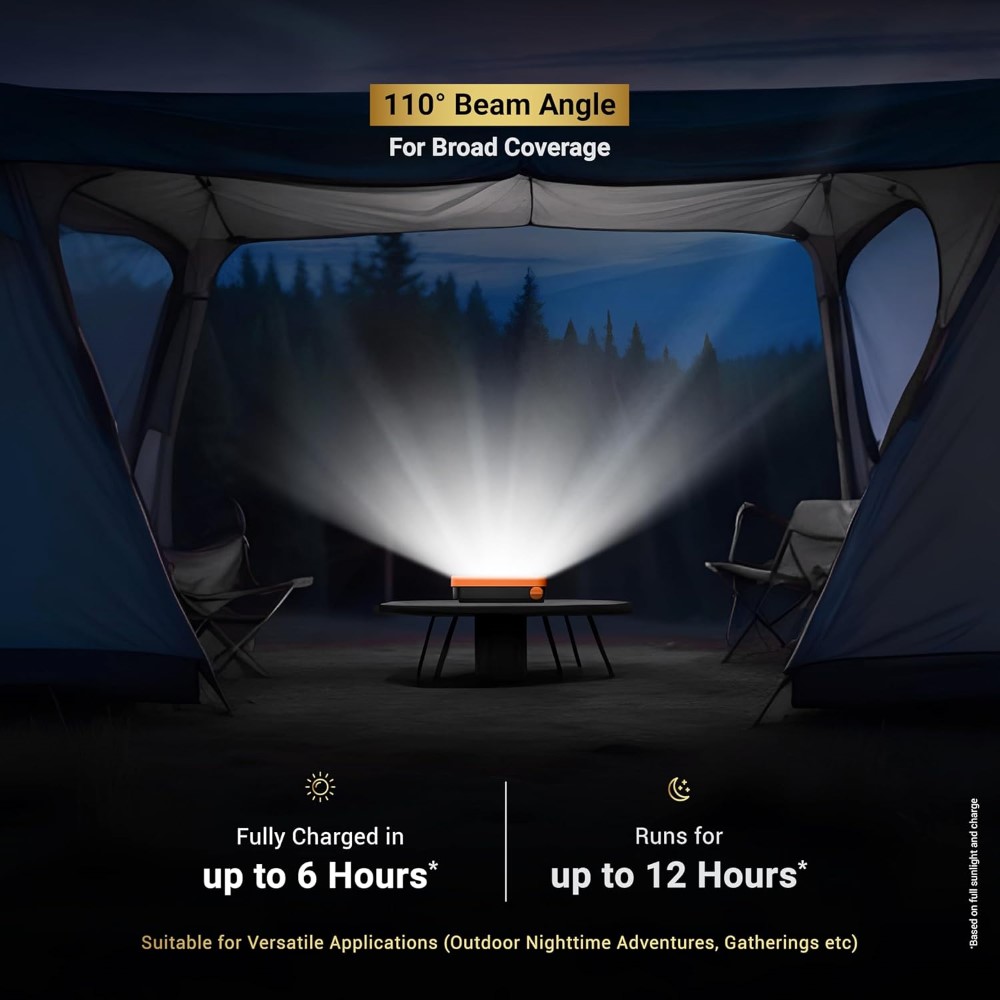 110° Beam Angle
For Broad Coverage
Fully Charged in
up to 6 Hours*
Runs for
up to 12 Hours*
Suitable for Versatile Applications (Outdoor Nighttime Adventures, Gatherings etc)
*Based on full sunlight and charge